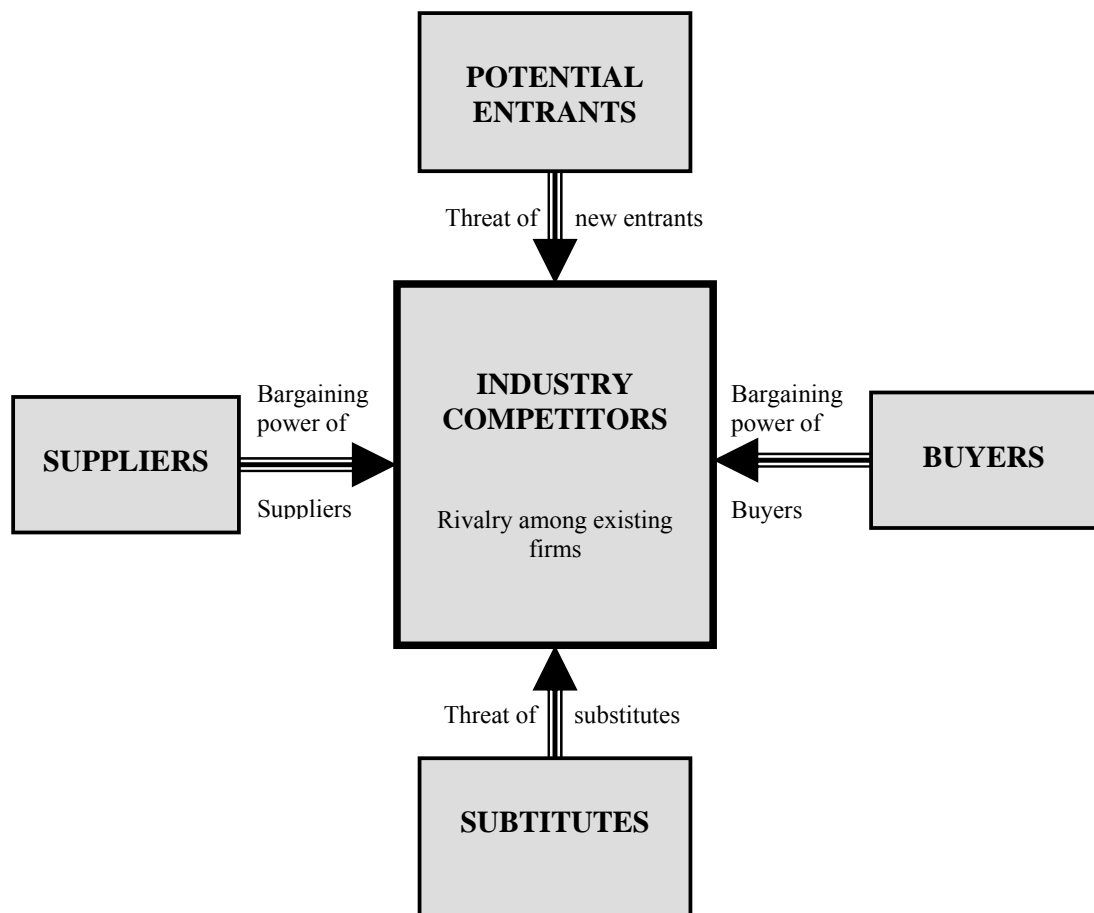 POTENTIAL
ENTRANTS
Threat of new entrants
INDUSTRY
COMPETITORS
Rivalry among existing
firms
Bargaining
power of
Suppliers
SUPPLIERS
Bargaining
power of
Buyers
BUYERS
Threat of substitutes
SUBTITUTES